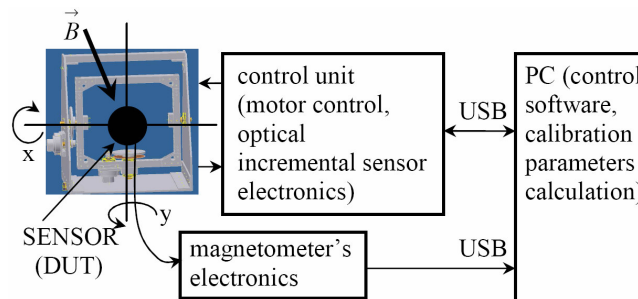 B
control unit
(motor control,
optical
incremental sensor
electronics)
USB
PC (control
software,
calibration
parameters
calculation)
x
y
SENSOR
(DUT)
magnetometer's
electronics
USB